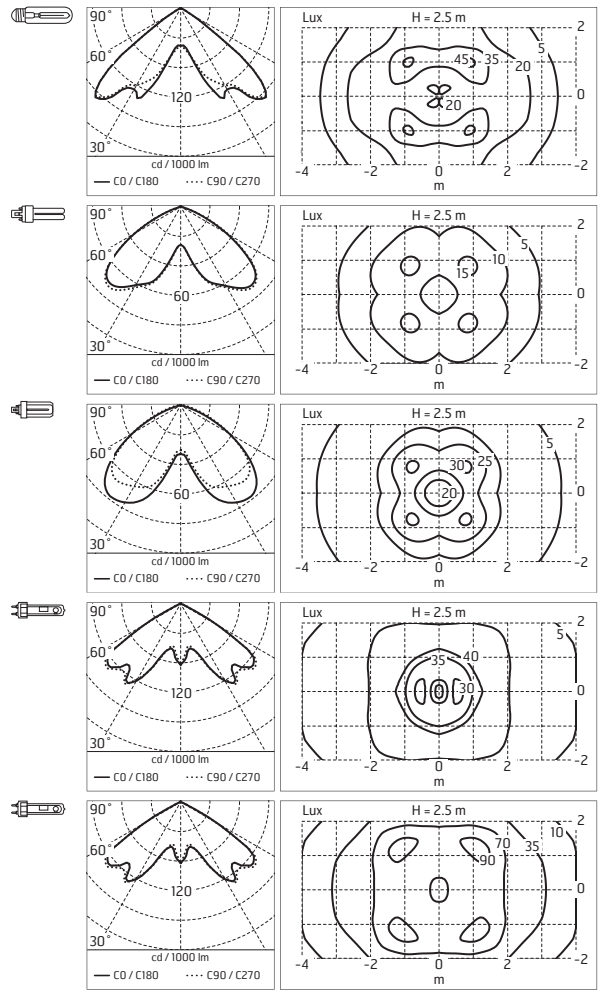 90° Lux H = 2.5 m 2
60° 45 35 20 5
120 20 0
30° -4 -2 0 2 -2
cd / 1000 lm m
C0 / C180 C90 / C270
90° Lux H = 2.5 m 2
60° 15 10 5
60 0
30° -4 -2 0 2 -2
cd / 1000 lm m
C0 / C180 C90 / C270
90° Lux H = 2.5 m 2
60° 30 25 5
60 20 0
30° -4 -2 0 2 -2
cd / 1000 lm m
C0 / C180 C90 / C270
90° Lux H = 2.5 m 2
60° 35 40 5
120 30 0
30° -4 -2 0 2 -2
cd / 1000 lm m
C0 / C180 C90 / C270
90° Lux H = 2.5 m 2
60° 90 70 35 10
120 0
30° -4 -2 0 2 -2
cd / 1000 lm m
C0 / C180 C90 / C270